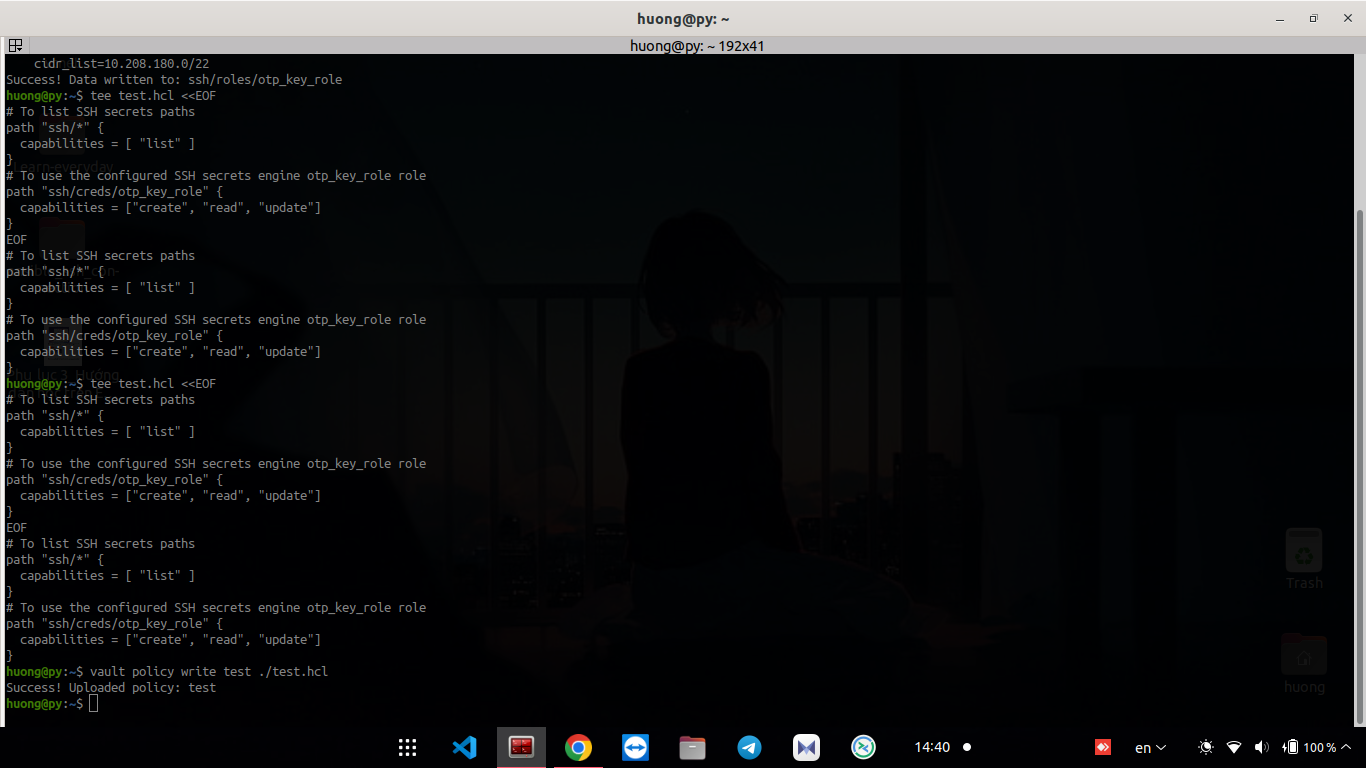 huong@py: ~
huong@py: ~ 192x41
    cidr_list=10.208.180.0/22
Success! Data written to: ssh/roles/otp_key_role
huong@py:~$ tee test.hcl <<EOF
# To list SSH secrets paths
path "ssh/*" {
  capabilities = [ "list" ]
}
# To use the configured SSH secrets engine otp_key_role role
path "ssh/creds/otp_key_role" {
  capabilities = ["create", "read", "update"]
}
EOF
# To list SSH secrets paths
path "ssh/*" {
  capabilities = [ "list" ]
}
# To use the configured SSH secrets engine otp_key_role role
path "ssh/creds/otp_key_role" {
  capabilities = ["create", "read", "update"]
}
huong@py:~$ tee test.hcl <<EOF
# To list SSH secrets paths
path "ssh/*" {
  capabilities = [ "list" ]
}
# To use the configured SSH secrets engine otp_key_role role
path "ssh/creds/otp_key_role" {
  capabilities = ["create", "read", "update"]
}
EOF
# To list SSH secrets paths
path "ssh/*" {
  capabilities = [ "list" ]
}
# To use the configured SSH secrets engine otp_key_role role
path "ssh/creds/otp_key_role" {
  capabilities = ["create", "read", "update"]
}
huong@py:~$ vault policy write test ./test.hcl
Success! Uploaded policy: test
huong@py:~$
Learn-everyday
Trash
huong
14:40
en
100 %